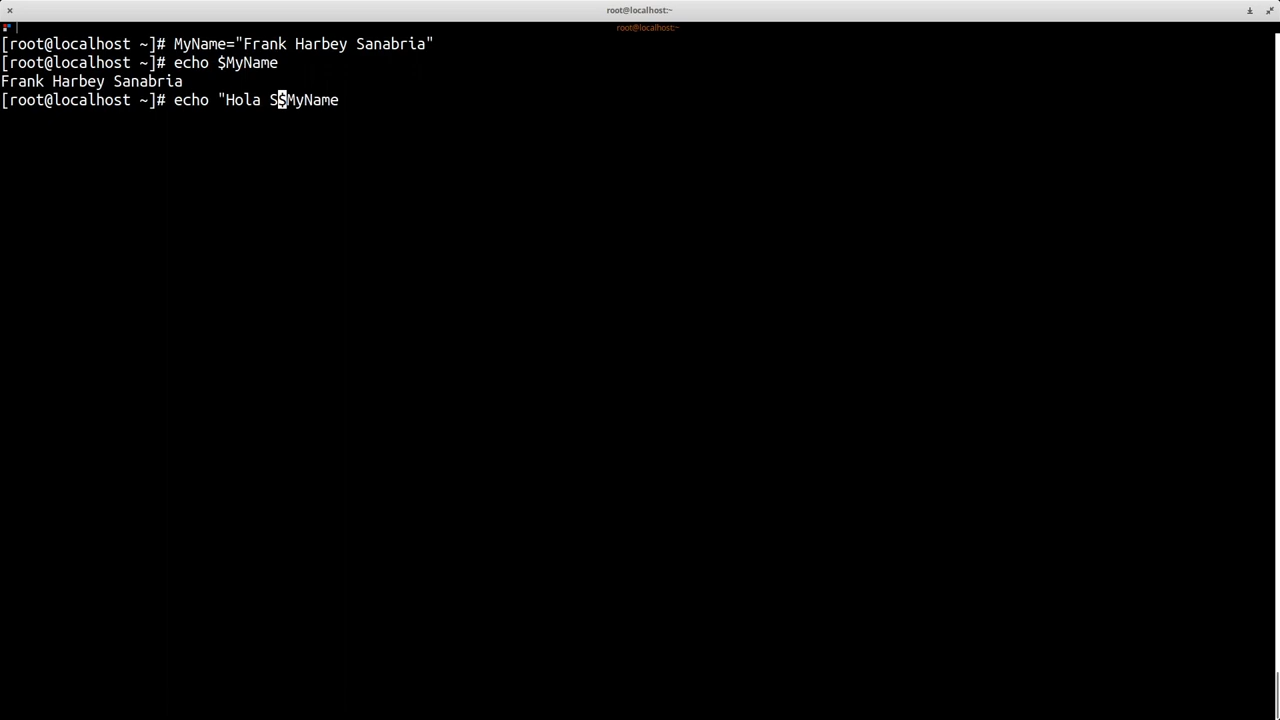 root@localhost:~
root@localhost:~
[root@localhost ~]# MyName="Frank Harbey Sanabria"
[root@localhost ~]# echo $MyName
Frank Harbey Sanabria
[root@localhost ~]# echo "Hola S$MyName